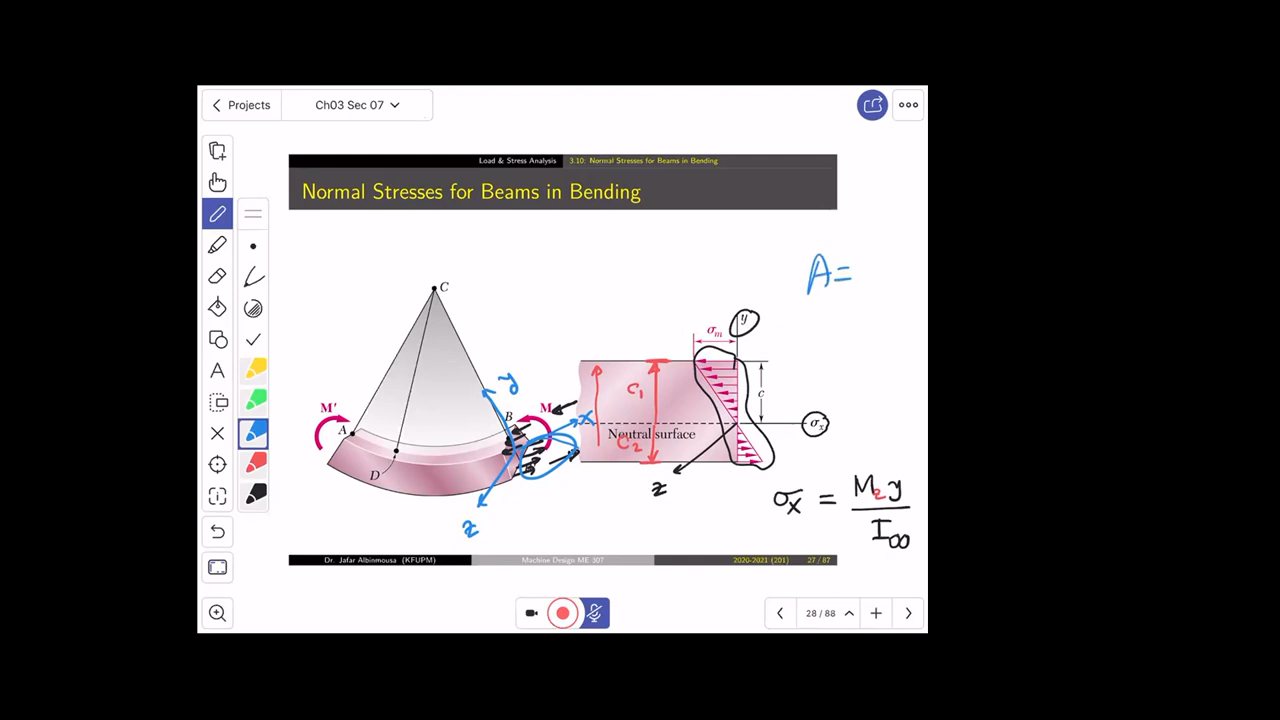 Projects
Ch03 Sec 07
Load & Stress Analysis
3.10: Normal Stresses for Beams in Bending
Normal Stresses for Beams in Bending
A=
C
y
σm
y
c
C1
M'
M
B
A
x
σx
C2
Neutral surface
D
z
z
σx = Mzy / I∞
Dr. Jafar Albinmousa (KFUPM)
Machine Design ME 307
2020-2021 (201)
27 / 87
28 / 88
A